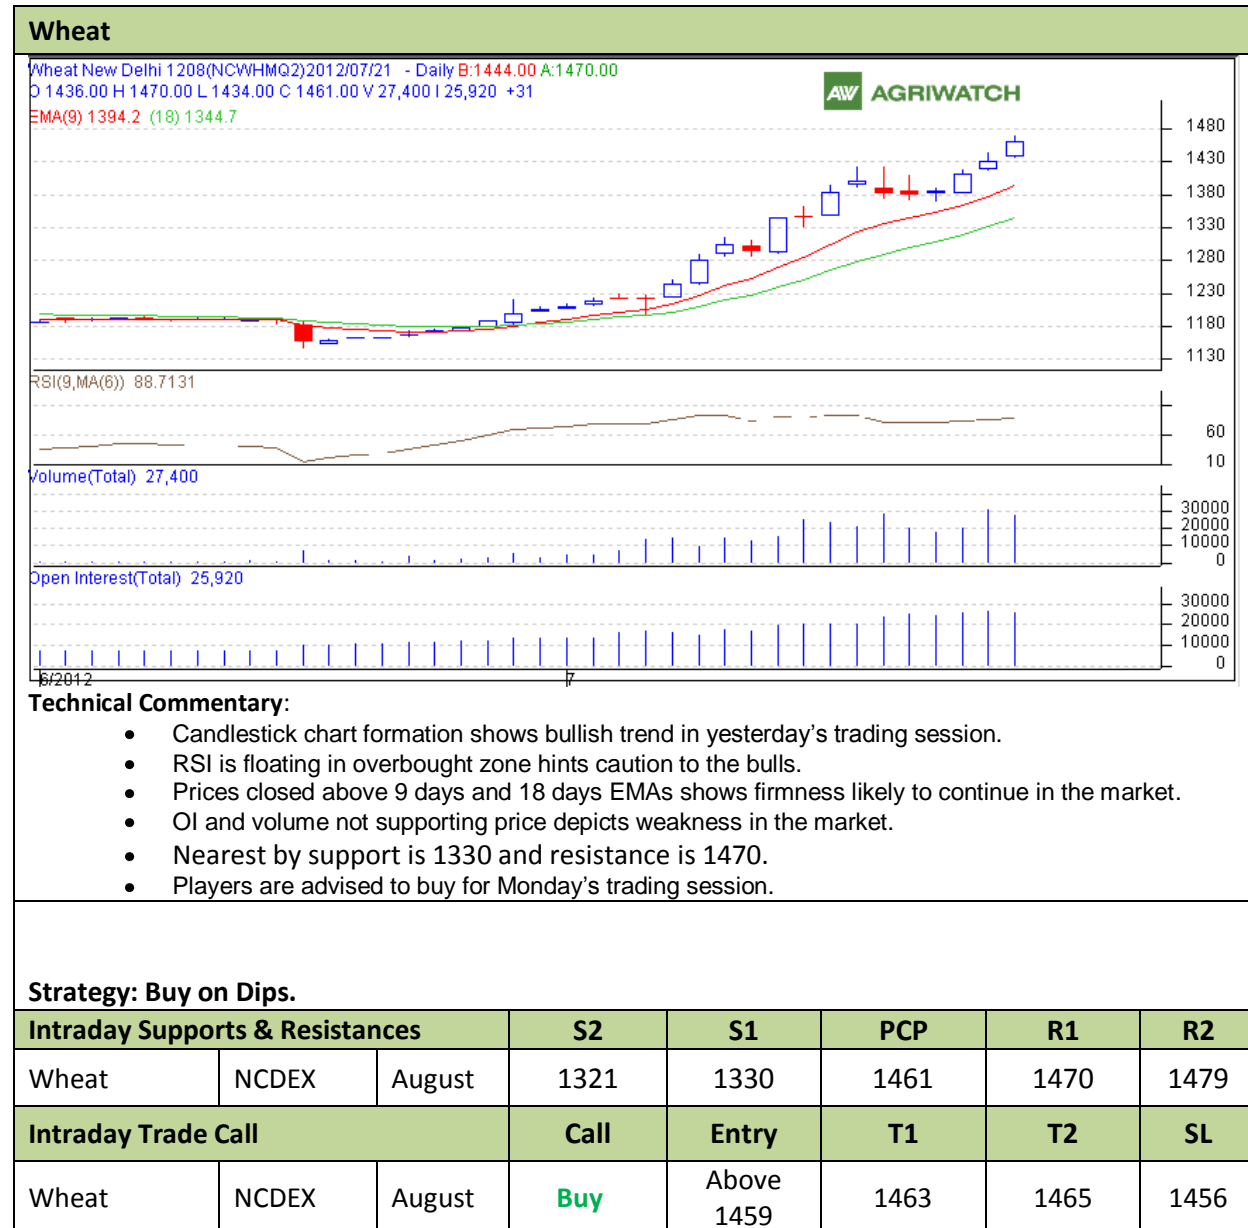 Wheat
Wheat New Delhi 1208(NCWHMQ2)2012/07/21 - Daily B:1444.00 A:1470.00
O 1436.00 H 1470.00 L 1434.00 C 1461.00 V 27,400 I 25,920 +31
EMA(9) 1394.2 (18) 1344.7
AW AGRIWATCH
1480
1430
1380
1330
1280
1230
1180
1130
RSI(9,MA(6)) 88.7131
60
10
Volume(Total) 27,400
30000
20000
10000
0
Open Interest(Total) 25,920
30000
20000
10000
0
6/2012 7
Technical Commentary:
• Candlestick chart formation shows bullish trend in yesterday’s trading session.
• RSI is floating in overbought zone hints caution to the bulls.
• Prices closed above 9 days and 18 days EMAs shows firmness likely to continue in the market.
• OI and volume not supporting price depicts weakness in the market.
• Nearest by support is 1330 and resistance is 1470.
• Players are advised to buy for Monday’s trading session.
Strategy: Buy on Dips.
Intraday Supports & Resistances S2 S1 PCP R1 R2
Wheat NCDEX August 1321 1330 1461 1470 1479
Intraday Trade Call Call Entry T1 T2 SL
Wheat NCDEX August Buy Above 1459 1463 1465 1456